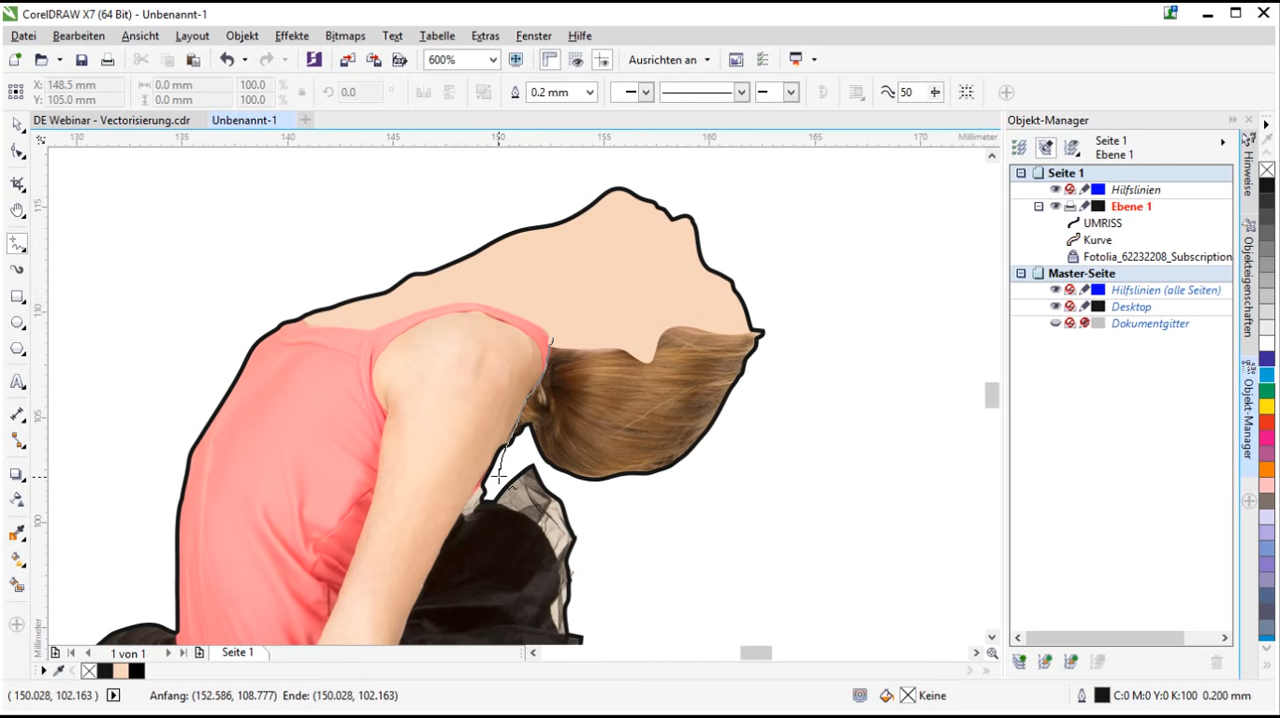 CorelDRAW X7 (64 Bit) - Unbenannt-1
Datei Bearbeiten Ansicht Layout Objekt Effekte Bitmaps Text Tabelle Extras Fenster Hilfe
600% Ausrichten an
X: 148.5 mm 0.0 mm 100.0 % 0.0 ° 0.2 mm 50
Y: 105.0 mm 0.0 mm 100.0 %
DE Webinar - Vectorisierung.cdr Unbenannt-1
130 135 140 145 150 155 160 165 170 Millimeter
115
110
105
100
Millimeter
Objekt-Manager
Seite 1
Ebene 1
Seite 1
Hilfslinien
Ebene 1
UMRISS
Kurve
Fotolia_62232208_Subscription
Master-Seite
Hilfslinien (alle Seiten)
Desktop
Dokumentgitter
Hinweise
Objekteigenschaften
Objekt-Manager
1 von 1 Seite 1
( 150.028, 102.163) Anfang: (152.586, 108.777) Ende: (150.028, 102.163) Keine C:0 M:0 Y:0 K:100 0.200 mm